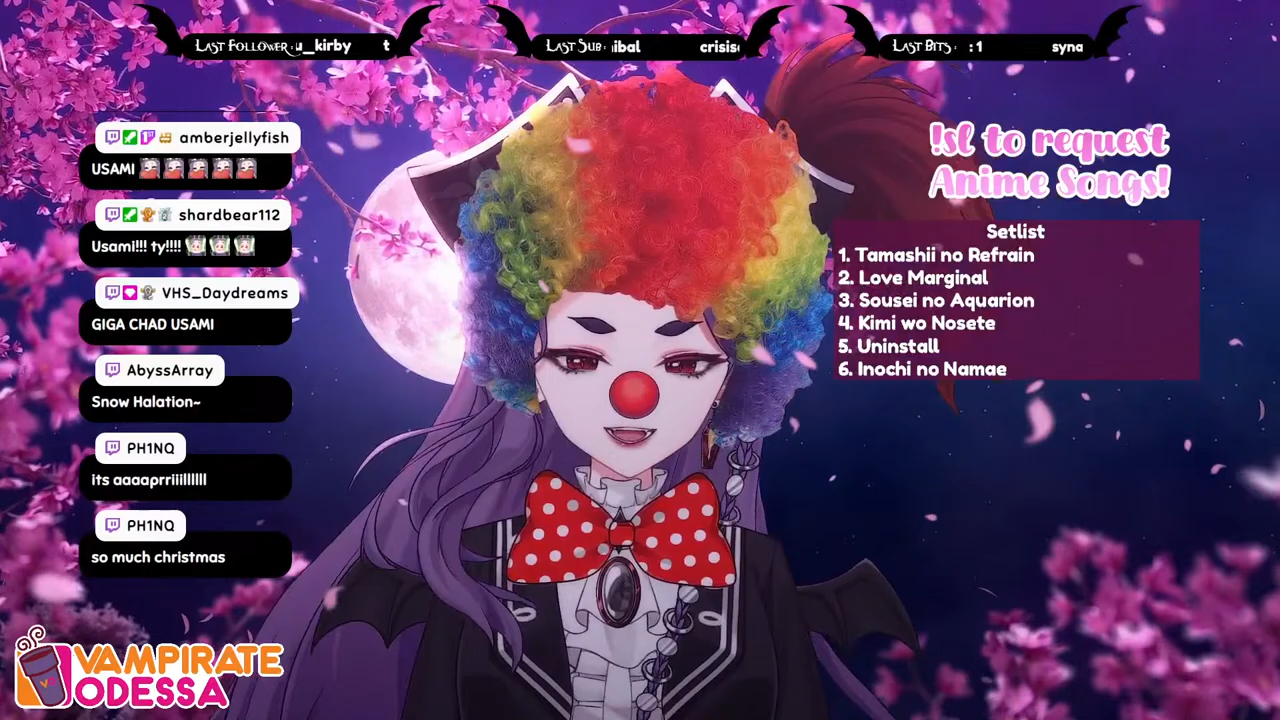 LAST FOLLOWER: u_kirby t
LAST SUB: ibal crisis
LAST BITS: : 1 syna
amberjellyfish
USAMI
shardbear112
Usami!!! ty!!!!
VHS_Daydreams
GIGA CHAD USAMI
AbyssArray
Snow Halation~
PH1NQ
its aaaaprriiillllll
PH1NQ
so much christmas
!sl to request
Anime Songs!
Setlist
1. Tamashii no Refrain
2. Love Marginal
3. Sousei no Aquarion
4. Kimi wo Nosete
5. Uninstall
6. Inochi no Namae
VAMPIRATE
ODESSA